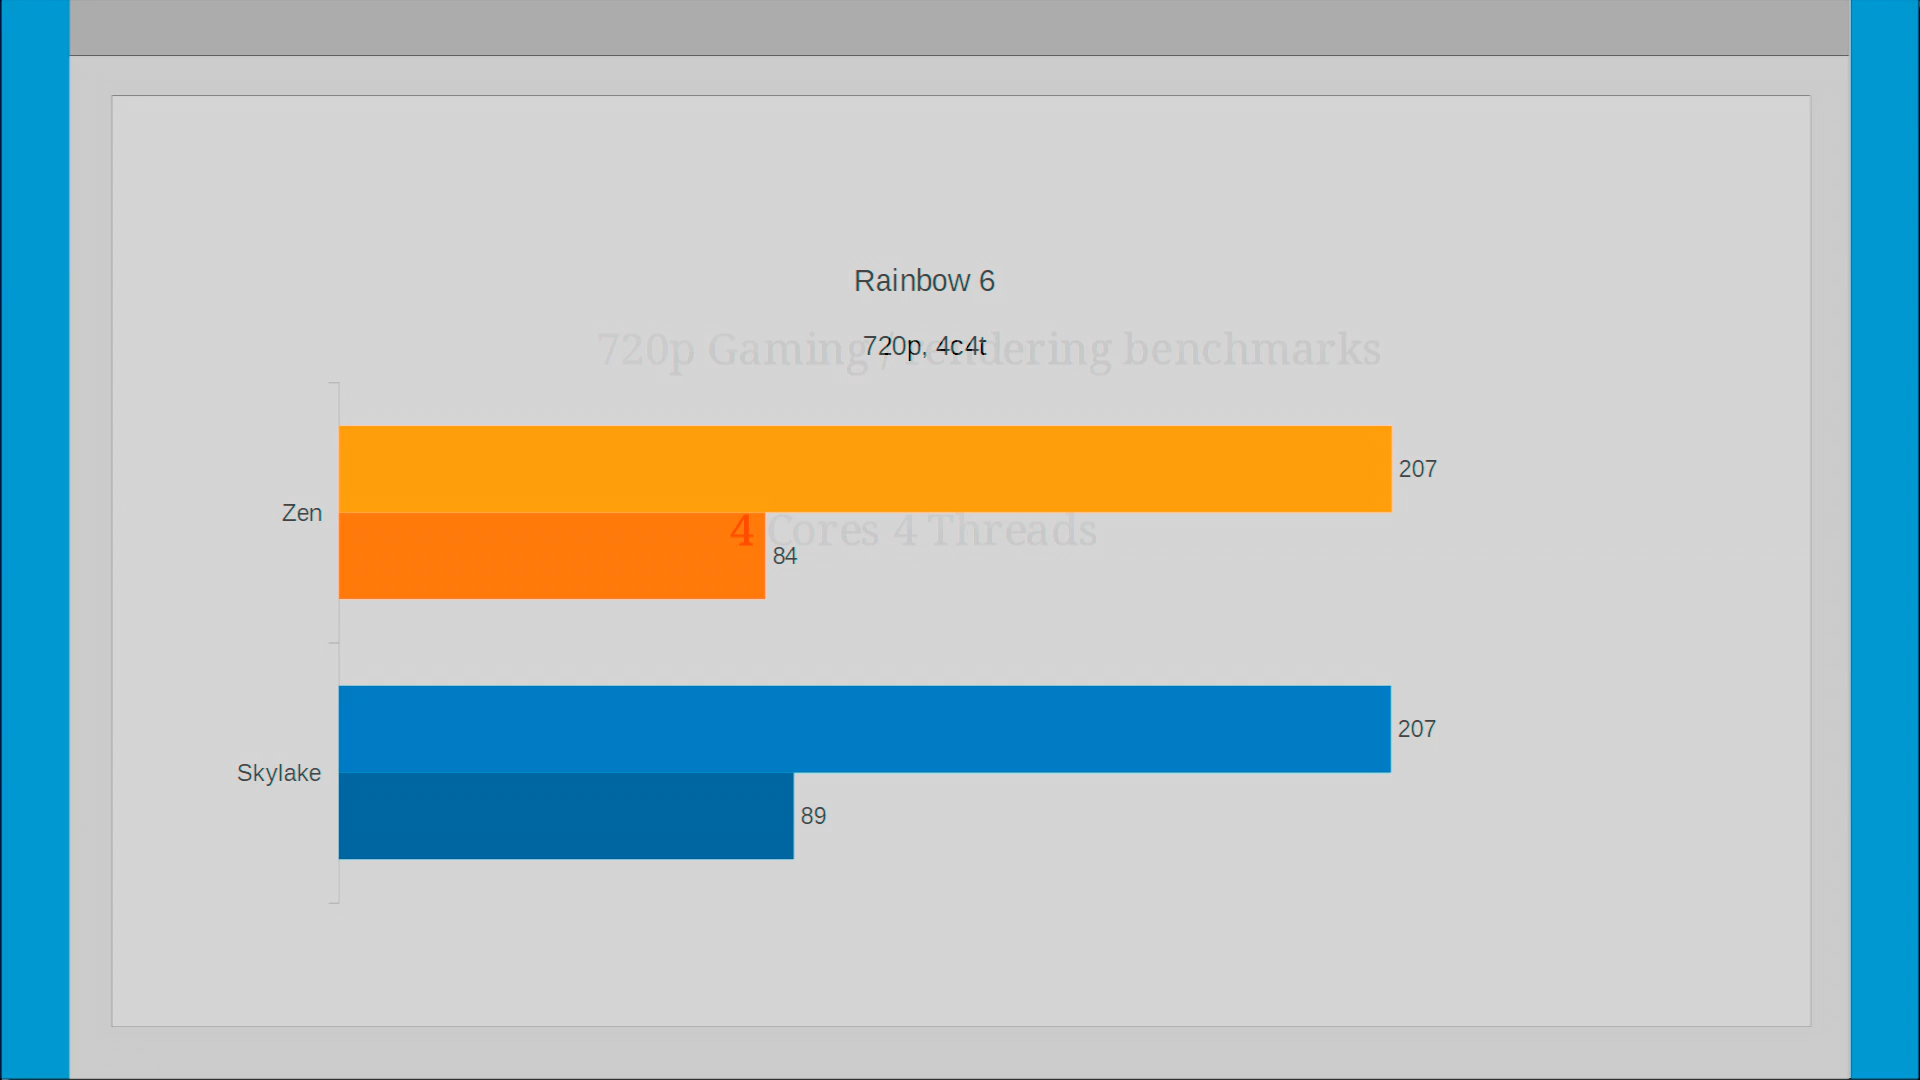 Rainbow 6
720p, 4c4t
720p Gaming / rendering benchmarks
207
Zen
4 Cores 4 Threads
84
207
Skylake
89